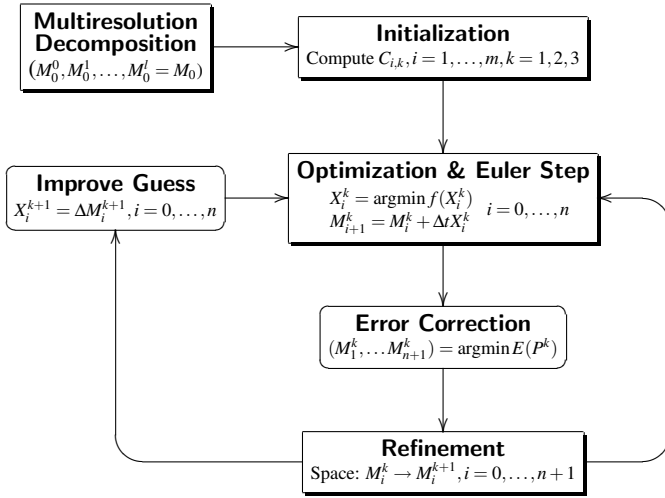 Multiresolution
Decomposition
(M_0^0, M_0^1, …, M_0^l = M_0)
Initialization
Compute C_{i,k}, i = 1, …, m, k = 1, 2, 3
Improve Guess
X_i^{k+1} = ΔM_i^{k+1}, i = 0, …, n
Optimization & Euler Step
X_i^k = argmin f(X_i^k)
M_{i+1}^k = M_i^k + ΔtX_i^k
i = 0, …, n
Error Correction
(M_1^k, … M_{n+1}^k) = argmin E(P^k)
Refinement
Space: M_i^k → M_i^{k+1}, i = 0, …, n + 1